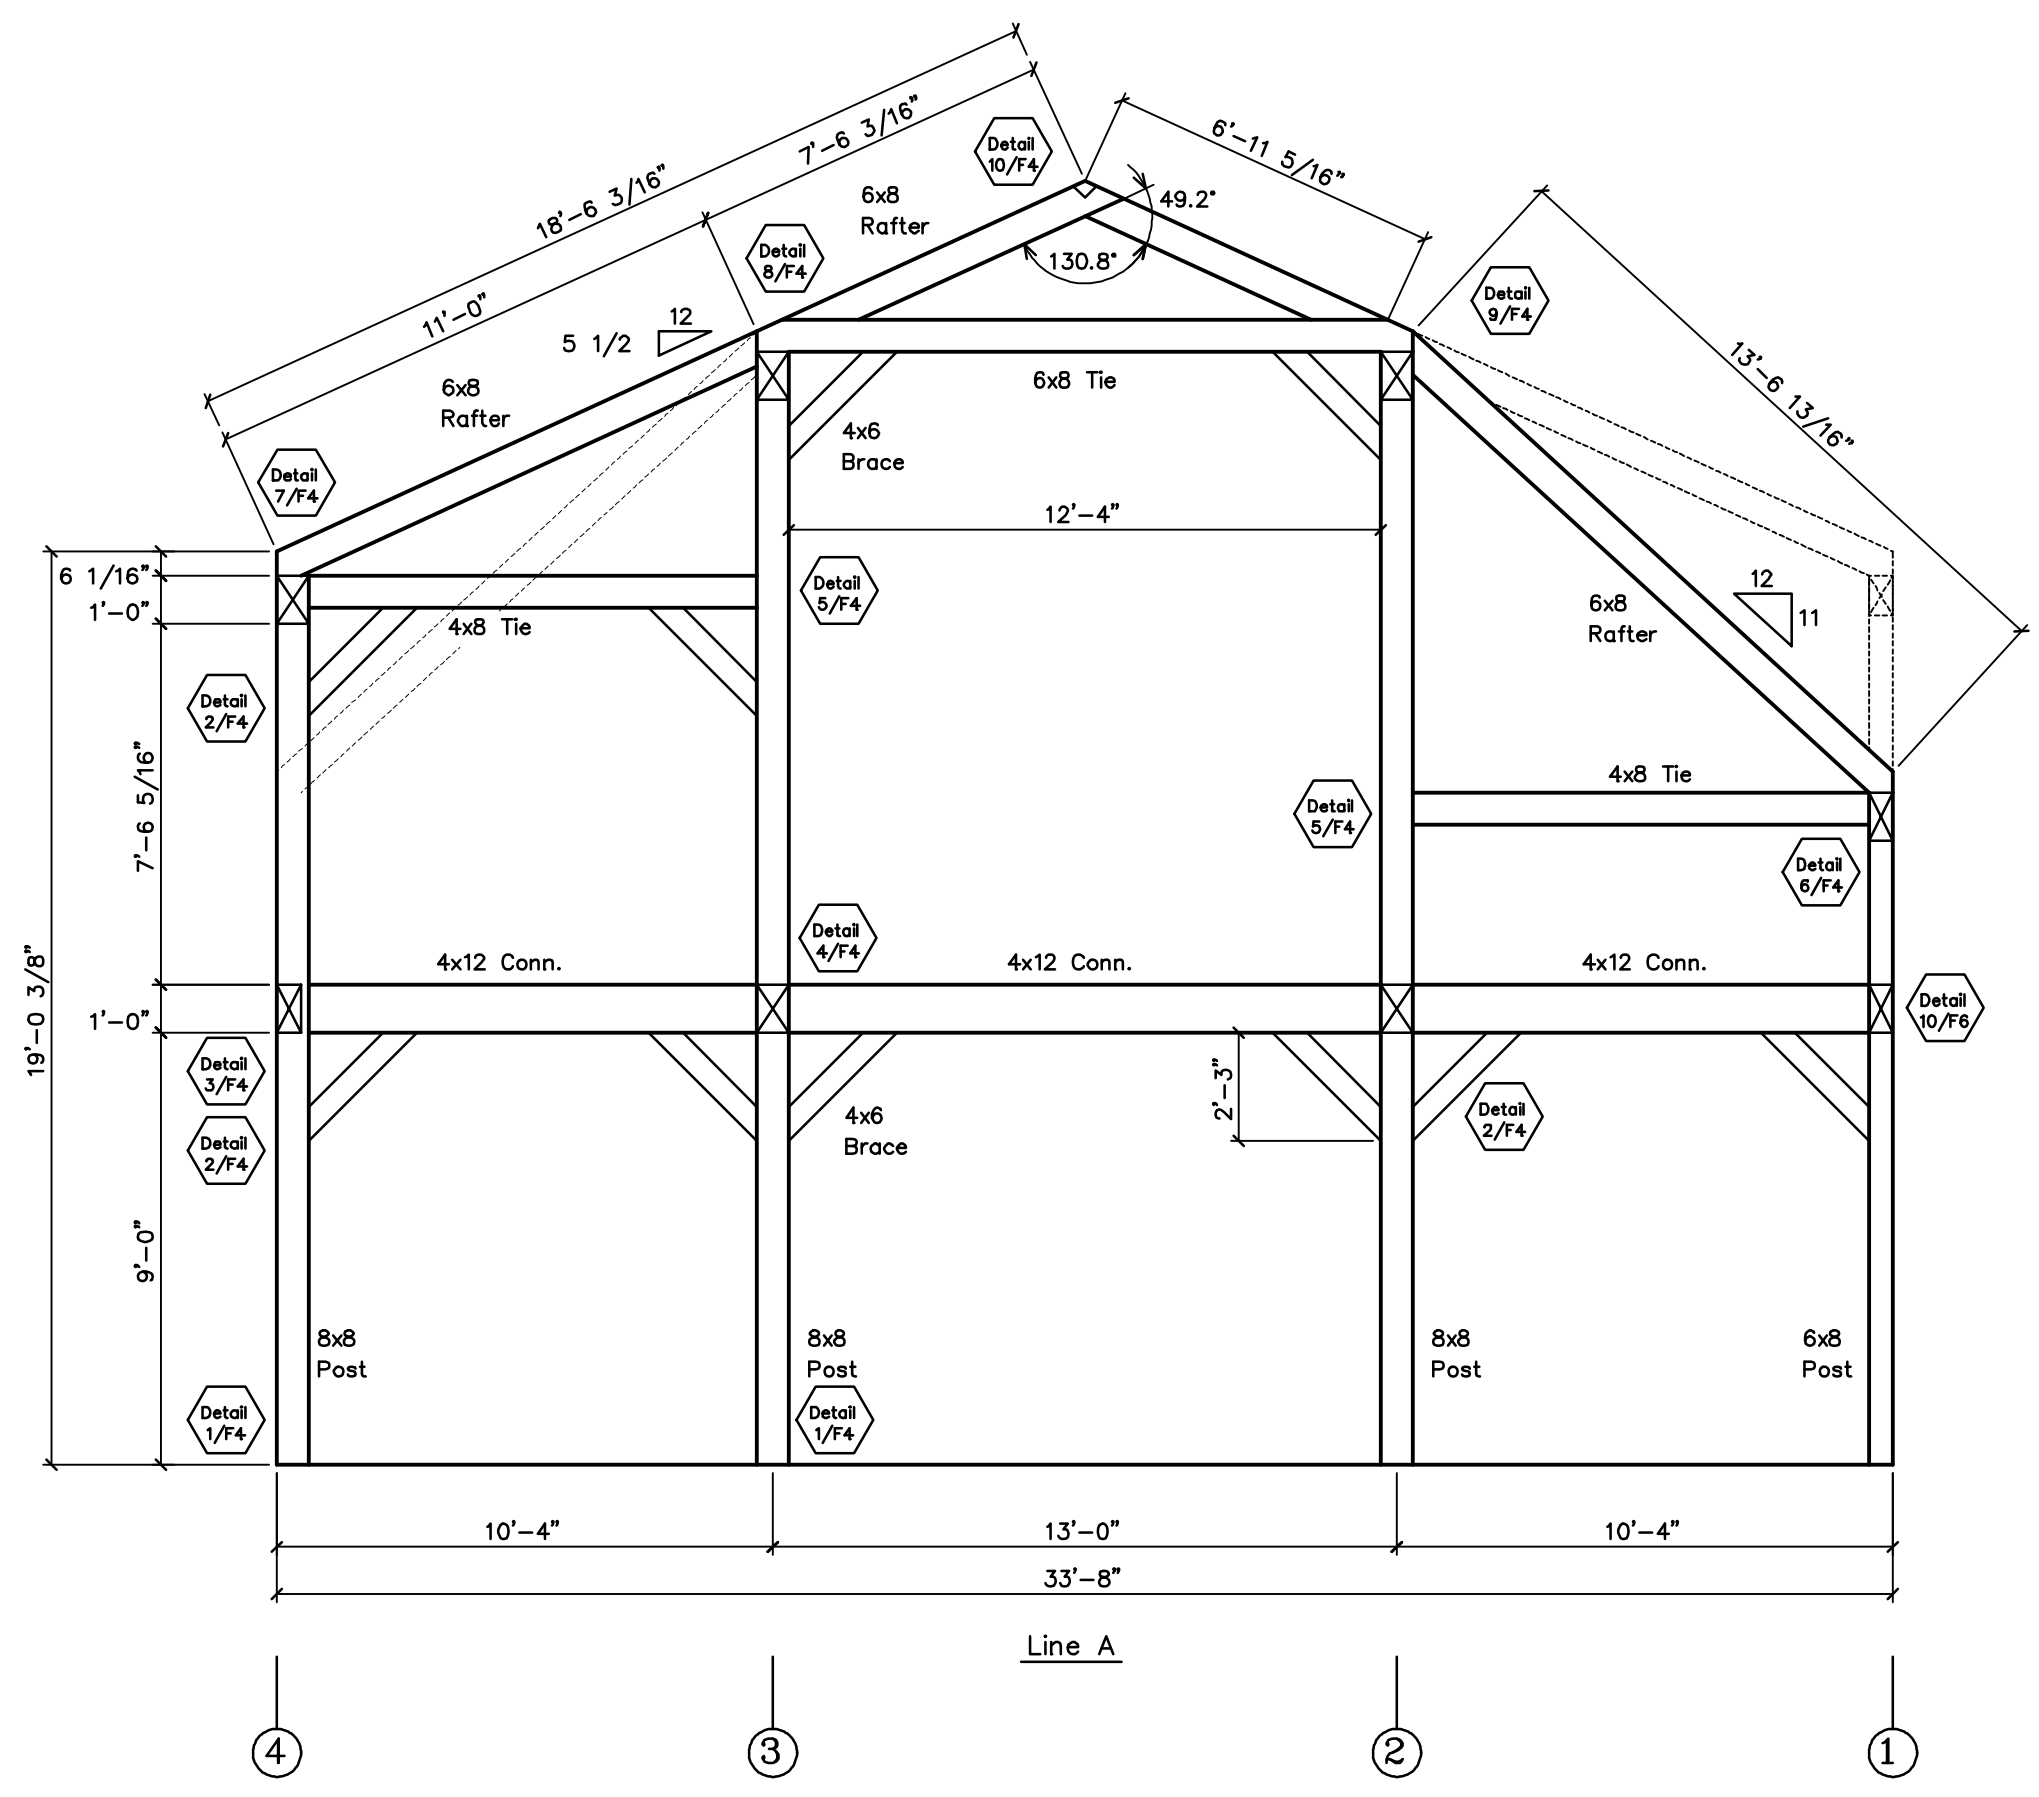 18'-6 3/16"
7'-6 3/16"
11'-0"
6'-11 5/16"
13'-6 13/16"
Detail
10/F4
49.2°
130.8°
6x8
Rafter
Detail
8/F4
Detail
9/F4
12
5 1/2
6x8
Rafter
6x8 Tie
4x6
Brace
Detail
7/F4
12'-4"
6 1/16"
1'-0"
Detail
5/F4
12
11
6x8
Rafter
4x8 Tie
Detail
2/F4
7'-6 5/16"
4x8 Tie
Detail
5/F4
Detail
6/F4
Detail
4/F4
4x12 Conn.
4x12 Conn.
4x12 Conn.
19'-0 3/8"
1'-0"
Detail
10/F6
Detail
3/F4
2'-3"
4x6
Brace
Detail
2/F4
Detail
2/F4
9'-0"
8x8
Post
8x8
Post
8x8
Post
6x8
Post
Detail
1/F4
Detail
1/F4
10'-4"
13'-0"
10'-4"
33'-8"
Line A
4
3
2
1